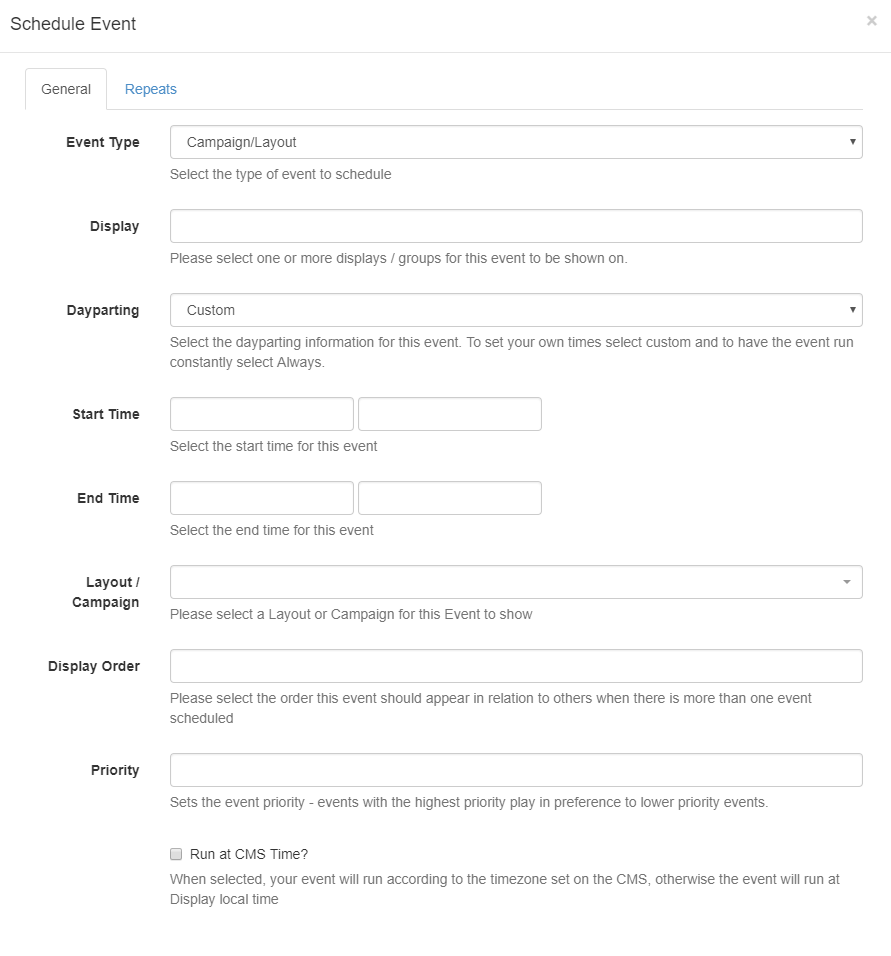 Schedule Event
×
General
Repeats
Event Type
Campaign/Layout
Select the type of event to schedule
Display
Please select one or more displays / groups for this event to be shown on.
Dayparting
Custom
Select the dayparting information for this event. To set your own times select custom and to have the event run
constantly select Always.
Start Time
Select the start time for this event
End Time
Select the end time for this event
Layout /
Campaign
Please select a Layout or Campaign for this Event to show
Display Order
Please select the order this event should appear in relation to others when there is more than one event
scheduled
Priority
Sets the event priority - events with the highest priority play in preference to lower priority events.
Run at CMS Time?
When selected, your event will run according to the timezone set on the CMS, otherwise the event will run at
Display local time